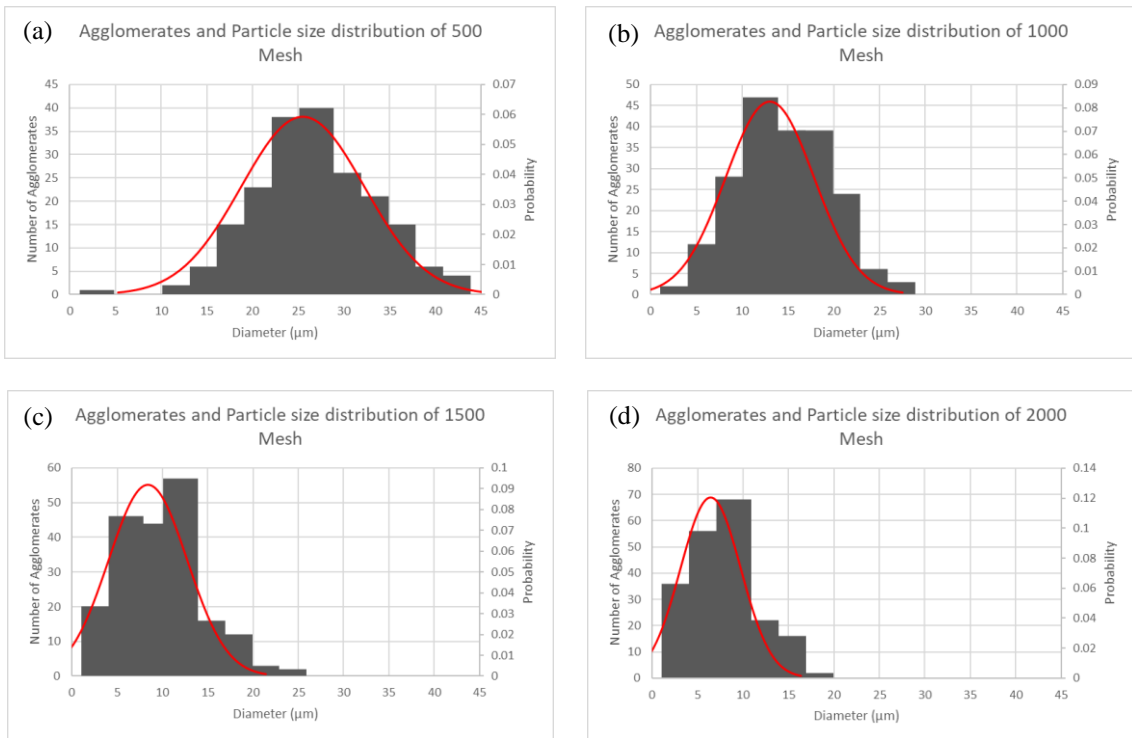 (a)
Agglomerates and Particle size distribution of 500
Mesh
Number of Agglomerates
45
40
35
30
25
20
15
10
5
0
0.07
0.06
0.05
0.04
0.03
0.02
0.01
0
Probability
0 5 10 15 20 25 30 35 40 45
Diameter (µm)
(b)
Agglomerates and Particle size distribution of 1000
Mesh
Number of Agglomerates
50
45
40
35
30
25
20
15
10
5
0
0.09
0.08
0.07
0.06
0.05
0.04
0.03
0.02
0.01
0
Probability
0 5 10 15 20 25 30 35 40 45
Diameter (µm)
(c)
Agglomerates and Particle size distribution of 1500
Mesh
Number of Agglomerates
60
50
40
30
20
10
0
0.1
0.09
0.08
0.07
0.06
0.05
0.04
0.03
0.02
0.01
0
Probability
0 5 10 15 20 25 30 35 40 45
Diameter (µm)
(d)
Agglomerates and Particle size distribution of 2000
Mesh
Number of Agglomerates
80
70
60
50
40
30
20
10
0
0.14
0.12
0.1
0.08
0.06
0.04
0.02
0
Probability
0 5 10 15 20 25 30 35 40 45
Diameter (µm)